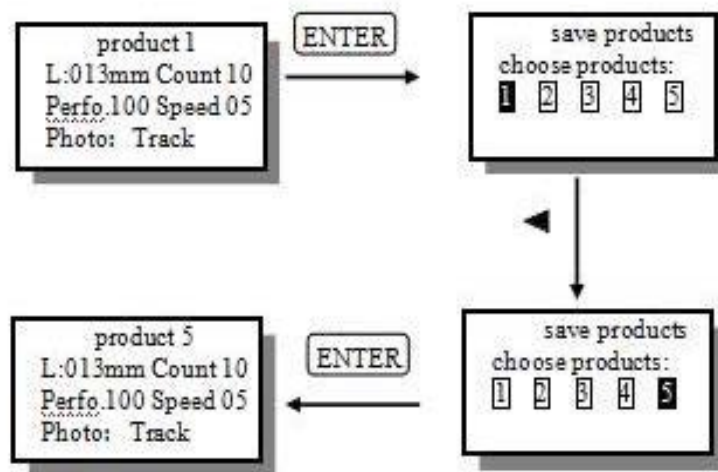 product 1
L:013mm Count 10
Perfo.100 Speed 05
Photo: Track
ENTER
save products
choose products:
1 2 3 4 5
save products
choose products:
1 2 3 4 5
ENTER
product 5
L:013mm Count 10
Perfo.100 Speed 05
Photo: Track